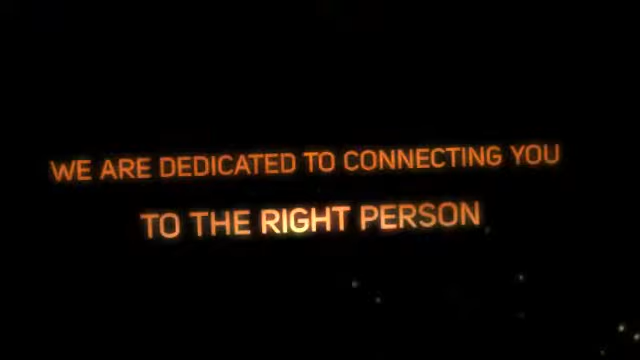 WE ARE DEDICATED TO CONNECTING YOU
TO THE RIGHT PERSON